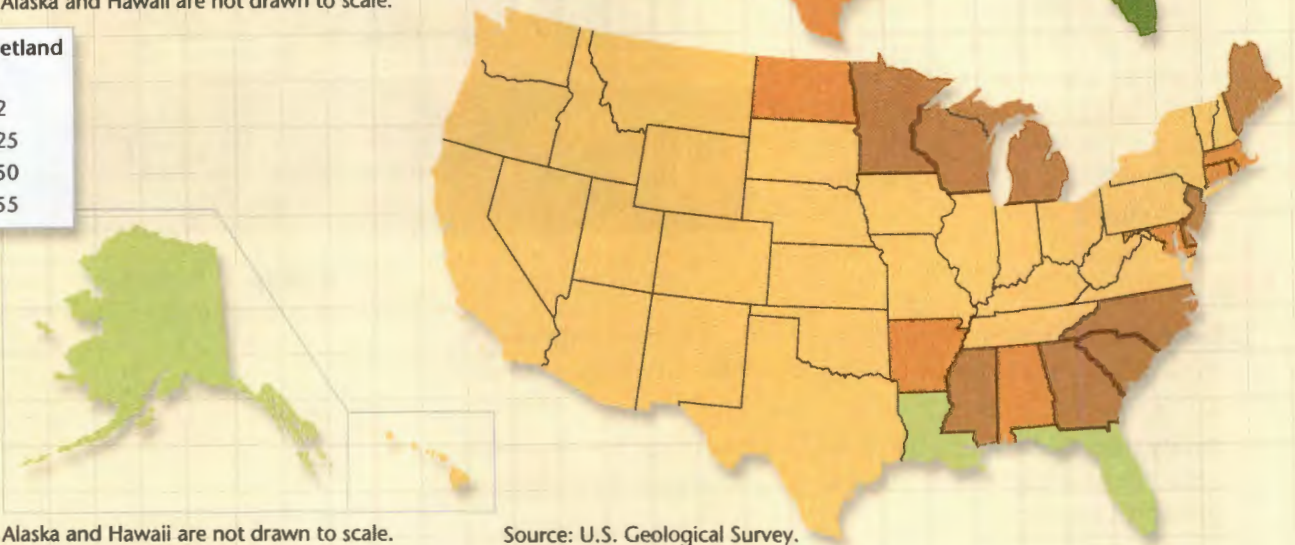 Alaska and Hawaii are not drawn to scale.
etland
2
25
50
55
Alaska and Hawaii are not drawn to scale.
Source: U.S. Geological Survey.